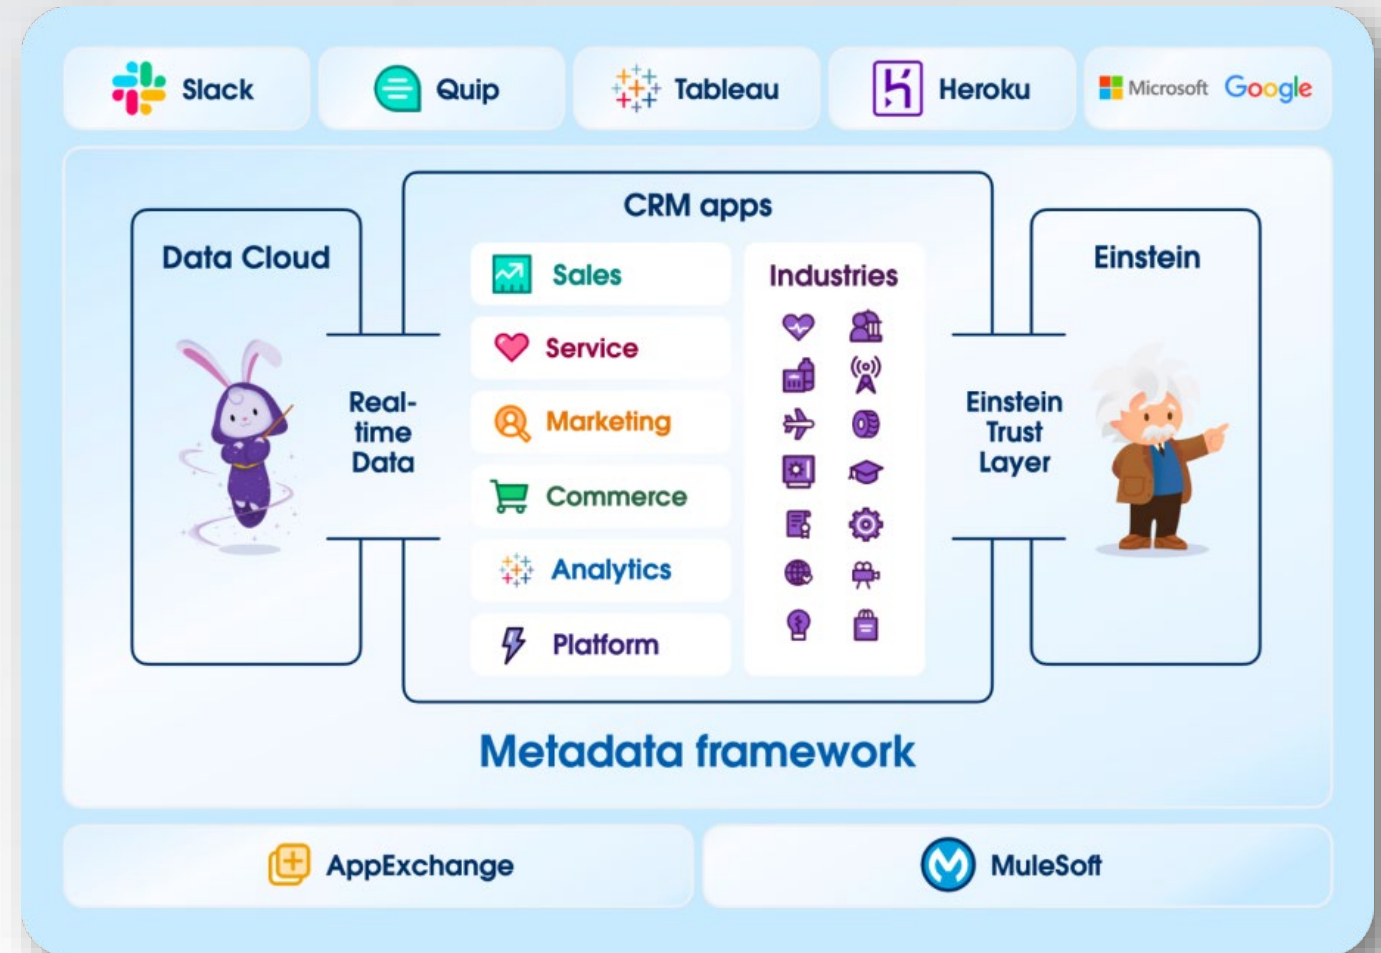 Slack
Quip
Tableau
Heroku
Microsoft Google
CRM apps
Data Cloud
Real-
time
Data
Sales
Service
Marketing
Commerce
Analytics
Platform
Industries
Einstein
Einstein
Trust
Layer
Metadata framework
AppExchange
MuleSoft